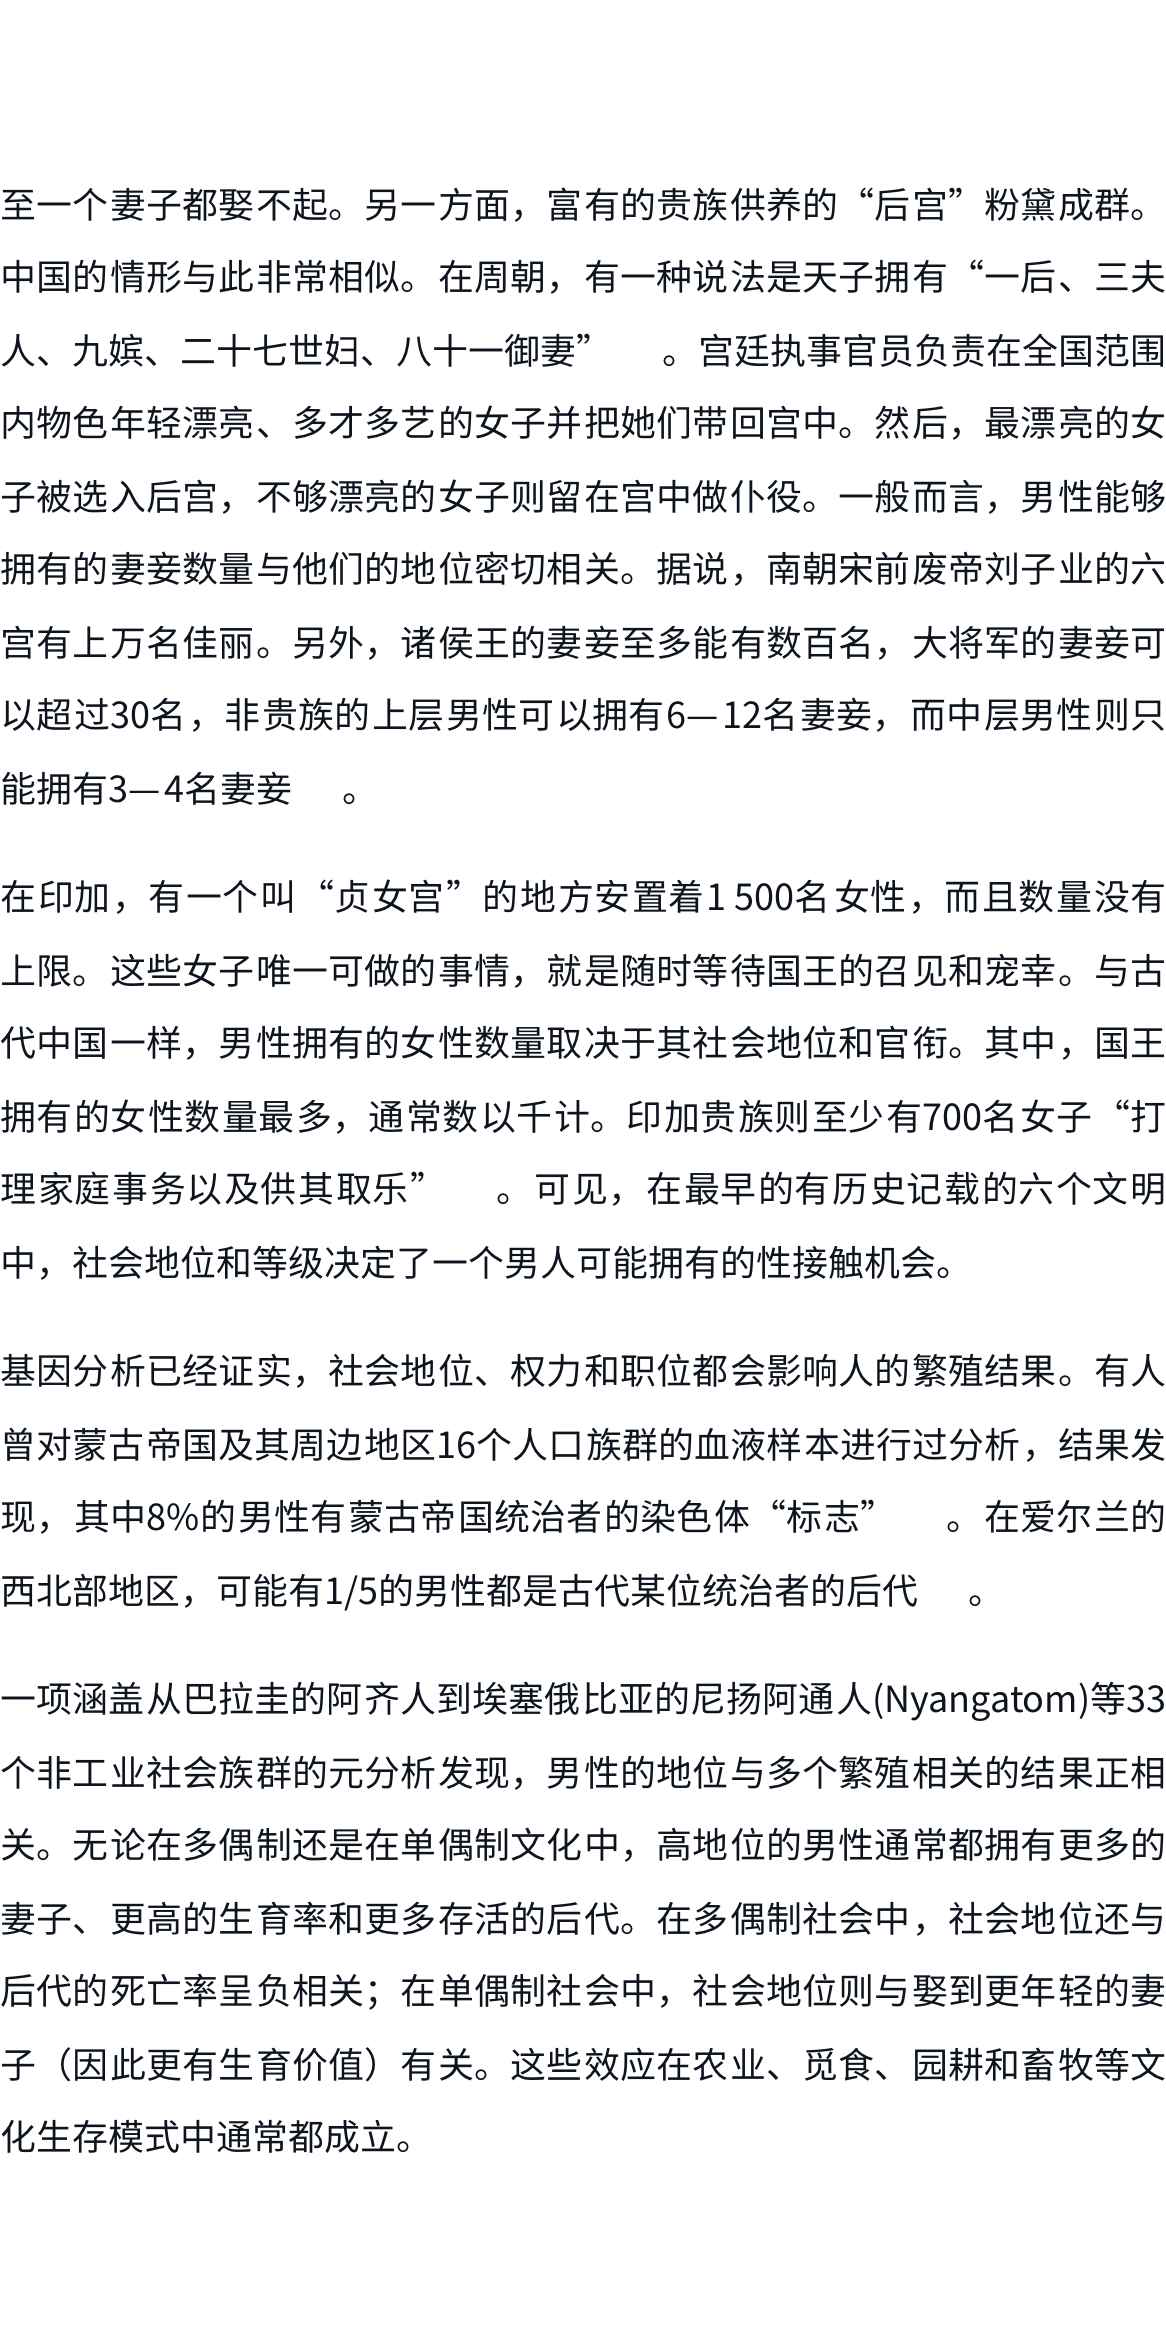 至一个妻子都娶不起。另一方面，富有的贵族供养的“后宫”粉黛成群。
中国的情形与此非常相似。在周朝，有一种说法是天子拥有“一后、三夫
人、九嫔、二十七世妇、八十一御妻” 。宫廷执事官员负责在全国范围
内物色年轻漂亮、多才多艺的女子并把她们带回宫中。然后，最漂亮的女
子被选入后宫，不够漂亮的女子则留在宫中做仆役。一般而言，男性能够
拥有的妻妾数量与他们的地位密切相关。据说，南朝宋前废帝刘子业的六
宫有上万名佳丽。另外，诸侯王的妻妾至多能有数百名，大将军的妻妾可
以超过30名，非贵族的上层男性可以拥有6—12名妻妾，而中层男性则只
能拥有3—4名妻妾 。
在印加，有一个叫“贞女宫”的地方安置着1 500名女性，而且数量没有
上限。这些女子唯一可做的事情，就是随时等待国王的召见和宠幸。与古
代中国一样，男性拥有的女性数量取决于其社会地位和官衔。其中，国王
拥有的女性数量最多，通常数以千计。印加贵族则至少有700名女子“打
理家庭事务以及供其取乐” 。可见，在最早的有历史记载的六个文明
中，社会地位和等级决定了一个男人可能拥有的性接触机会。
基因分析已经证实，社会地位、权力和职位都会影响人的繁殖结果。有人
曾对蒙古帝国及其周边地区16个人口族群的血液样本进行过分析，结果发
现，其中8%的男性有蒙古帝国统治者的染色体“标志” 。在爱尔兰的
西北部地区，可能有1/5的男性都是古代某位统治者的后代 。
一项涵盖从巴拉圭的阿齐人到埃塞俄比亚的尼扬阿通人(Nyangatom)等33
个非工业社会族群的元分析发现，男性的地位与多个繁殖相关的结果正相
关。无论在多偶制还是在单偶制文化中，高地位的男性通常都拥有更多的
妻子、更高的生育率和更多存活的后代。在多偶制社会中，社会地位还与
后代的死亡率呈负相关；在单偶制社会中，社会地位则与娶到更年轻的妻
子（因此更有生育价值）有关。这些效应在农业、觅食、园耕和畜牧等文
化生存模式中通常都成立。